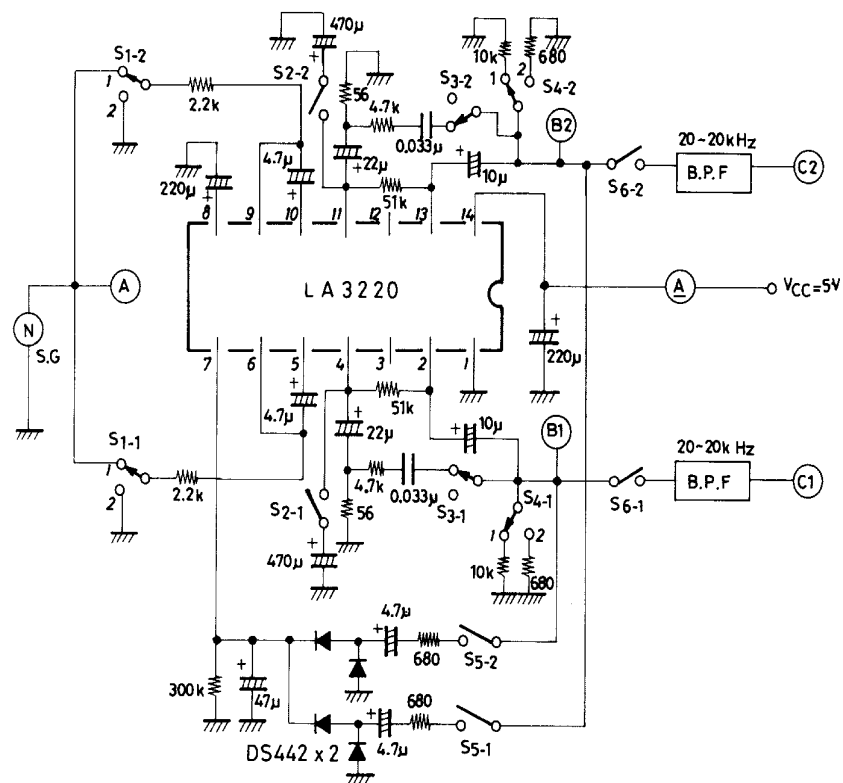 470μ
10k
680
S1-2
S2-2
S3-2
1 2 S4-2
1
2
2.2k
56
4.7k
0.033μ
B2
20~20kHz
B.P.F
C2
S6-2
220μ
4.7μ
22μ
10μ
51k
8 9 10 11 12 13 14
LA3220
A
A
VCC=5V
N
S.G
7 6 5 4 3 2 1
220μ
4.7μ
51k
22μ
10μ
B1
20~20k Hz
B.P.F
C1
S6-1
S1-1
1
2
2.2k
4.7k
0.033μ
S3-1
S4-1
S2-1
56
1 2
470μ
10k
680
4.7μ
680
S5-2
300k
47μ
680
4.7μ
S5-1
DS442 x 2